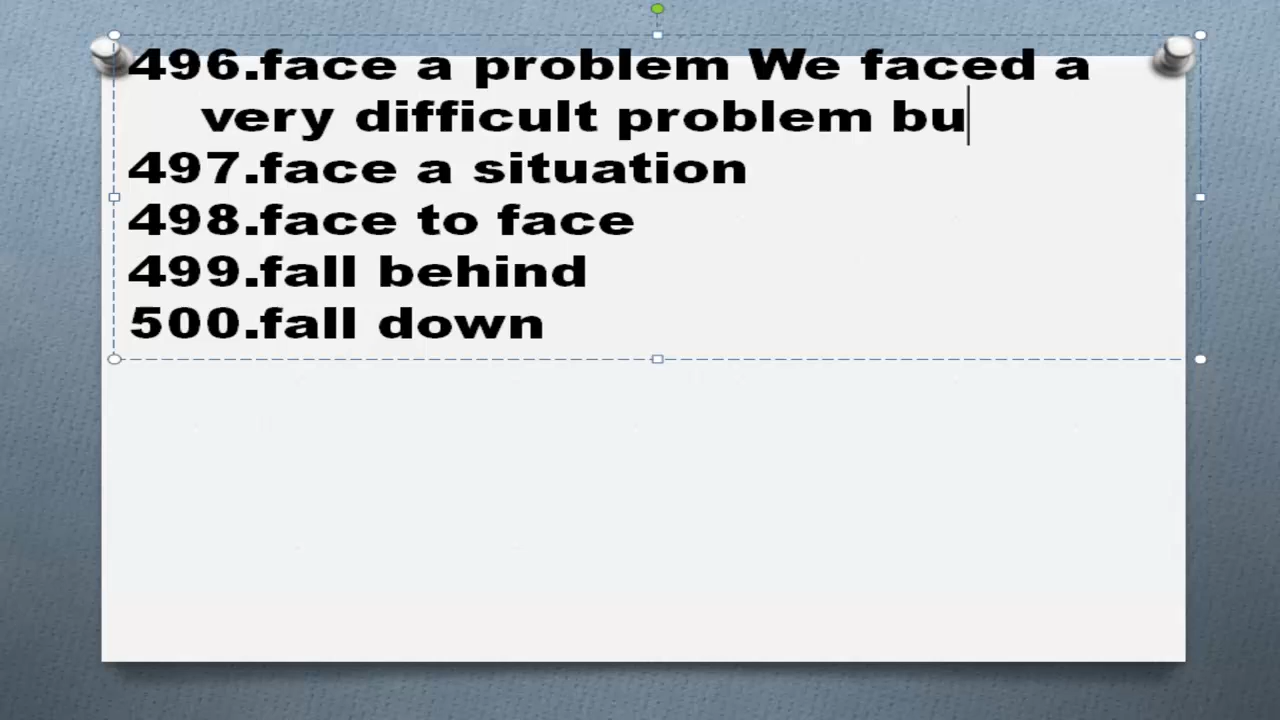 496.face a problem We faced a
very difficult problem bu
497.face a situation
498.face to face
499.fall behind
500.fall down